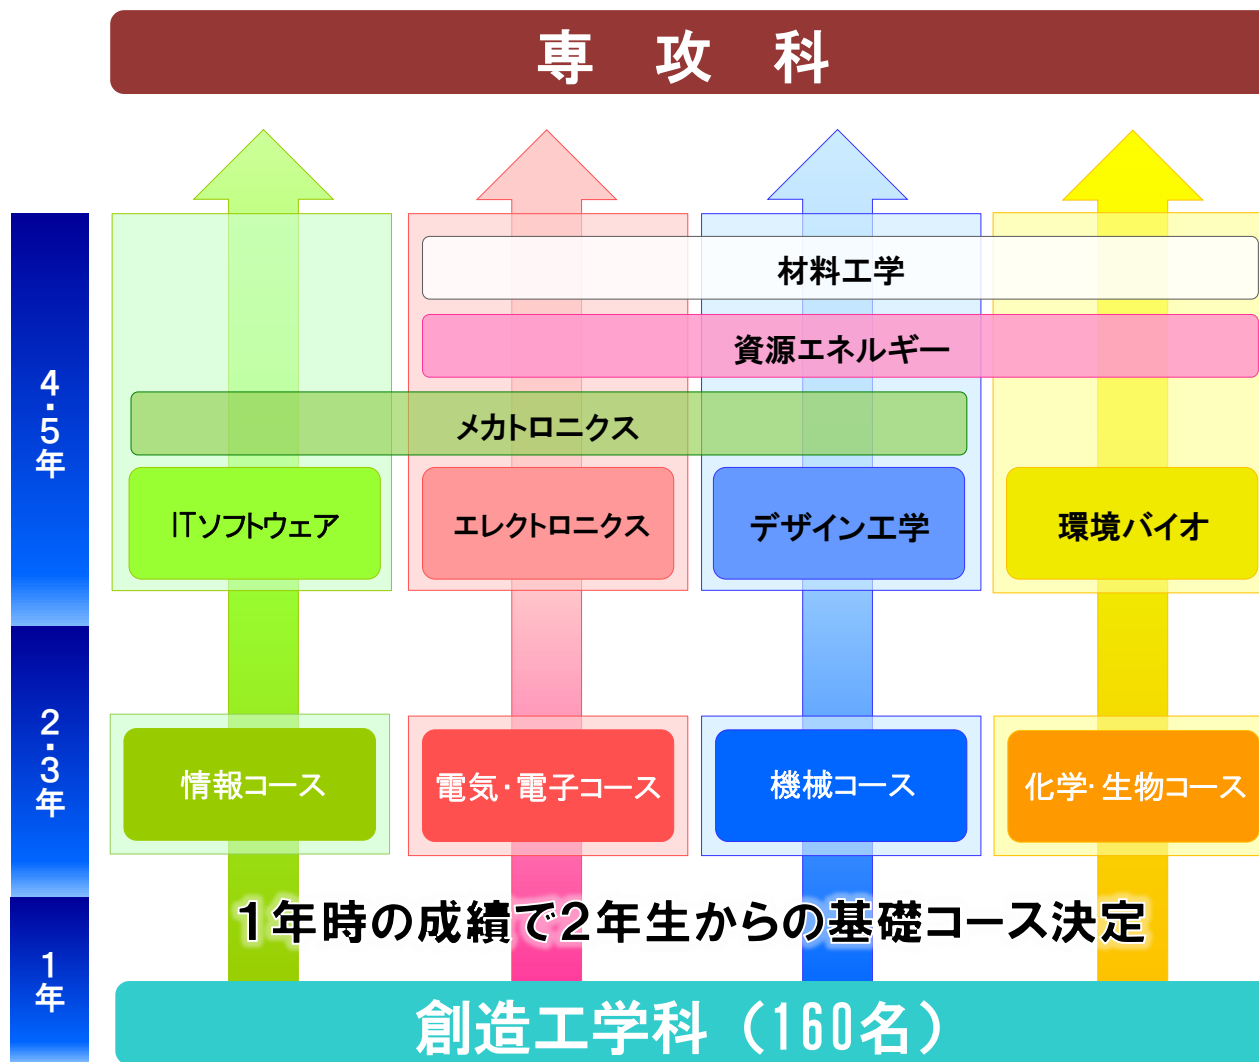 専 攻 科
材料工学
資源エネルギー
メカトロニクス
4・5年
ITソフトウェア
エレクトロニクス
デザイン工学
環境バイオ
2・3年
情報コース
電気・電子コース
機械コース
化学・生物コース
1年時の成績で2年生からの基礎コース決定
1年
創造工学科（160名）